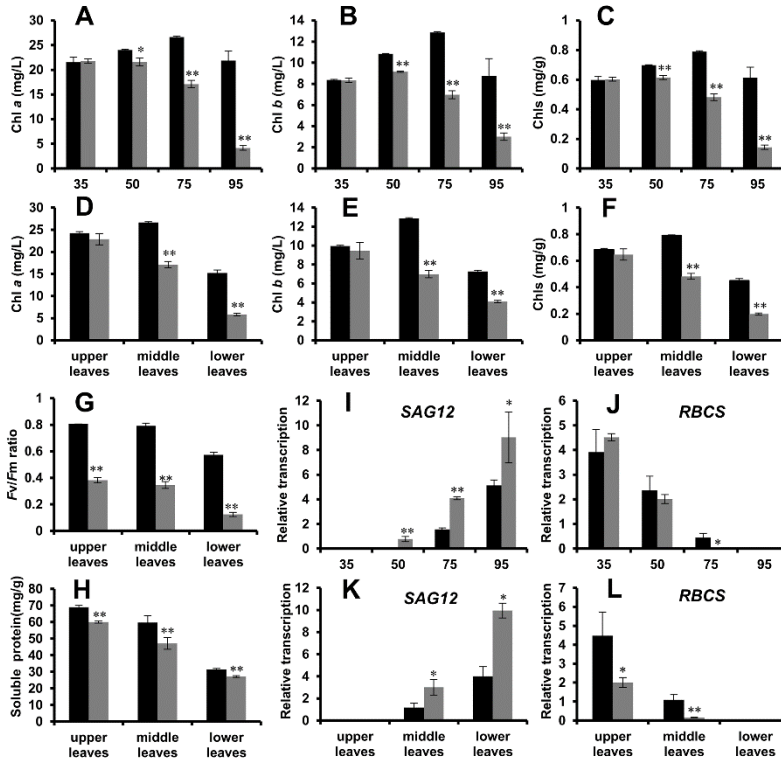 A
Chl a (mg/L)
30
25
20
15
10
5
0
*
**
**
35 50 75 95
B
Chl b (mg/L)
14
12
10
8
6
4
2
0
**
**
**
35 50 75 95
C
Chls (mg/g)
1
0.8
0.6
0.4
0.2
0
**
**
**
35 50 75 95
D
Chl a (mg/L)
30
25
20
15
10
5
0
**
**
upper middle lower
leaves leaves leaves
E
Chl b (mg/L)
14
12
10
8
6
4
2
0
**
**
upper middle lower
leaves leaves leaves
F
Chls (mg/g)
1
0.8
0.6
0.4
0.2
0
**
**
upper middle lower
leaves leaves leaves
G
Fv/Fm ratio
1
0.8
0.6
0.4
0.2
0
**
**
**
upper middle lower
leaves leaves leaves
I
SAG12
Relative transcription
12
10
8
6
4
2
0
**
**
*
35 50 75 95
J
RBCS
Relative transcription
6
5
4
3
2
1
0
*
35 50 75 95
H
Soluble protein(mg/g)
90
80
70
60
50
40
30
20
10
0
**
**
**
upper middle lower
leaves leaves leaves
K
SAG12
Relative transcription
12
10
8
6
4
2
0
*
*
upper middle lower
leaves leaves leaves
L
RBCS
Relative transcription
7
6
5
4
3
2
1
0
*
**
upper middle lower
leaves leaves leaves